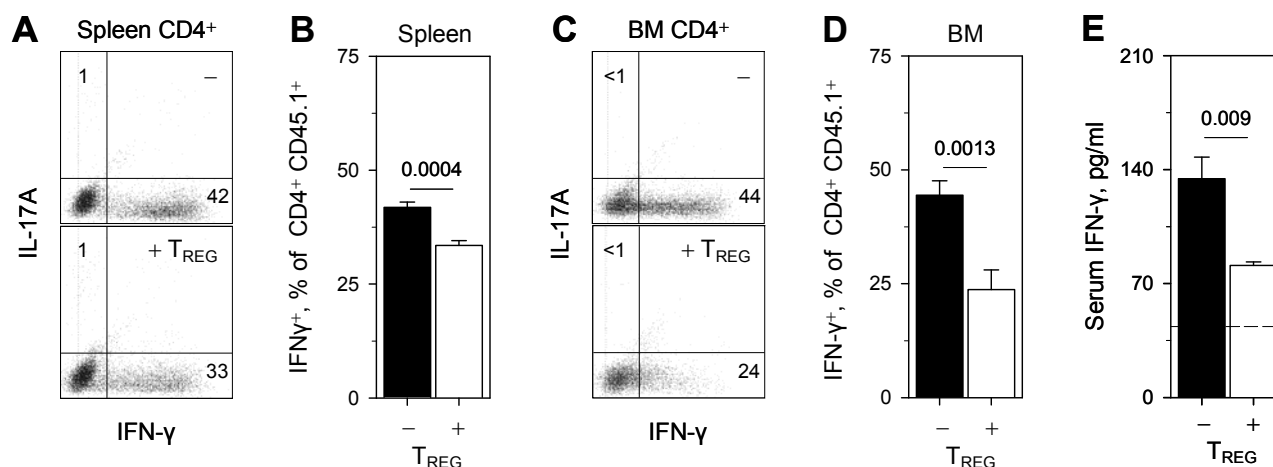 A
Spleen CD4⁺
IL-17A
1
–
42
1
+ TREG
33
IFN-γ
B
Spleen
IFNγ⁺, % of CD4⁺ CD45.1⁺
75
50
25
0
0.0004
– +
TREG
C
BM CD4⁺
IL-17A
<1
–
44
<1
+ TREG
24
IFN-γ
D
BM
IFN-γ⁺, % of CD4⁺ CD45.1⁺
75
50
25
0
0.0013
– +
TREG
E
Serum IFN-γ, pg/ml
210
140
70
0
0.009
– +
TREG